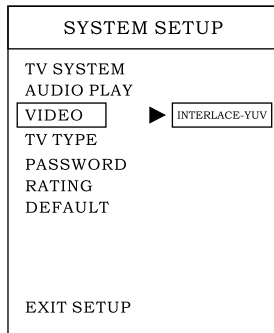 SYSTEM SETUP
TV SYSTEM
AUDIO PLAY
VIDEO
INTERLACE-YUV
TV TYPE
PASSWORD
RATING
DEFAULT
EXIT SETUP